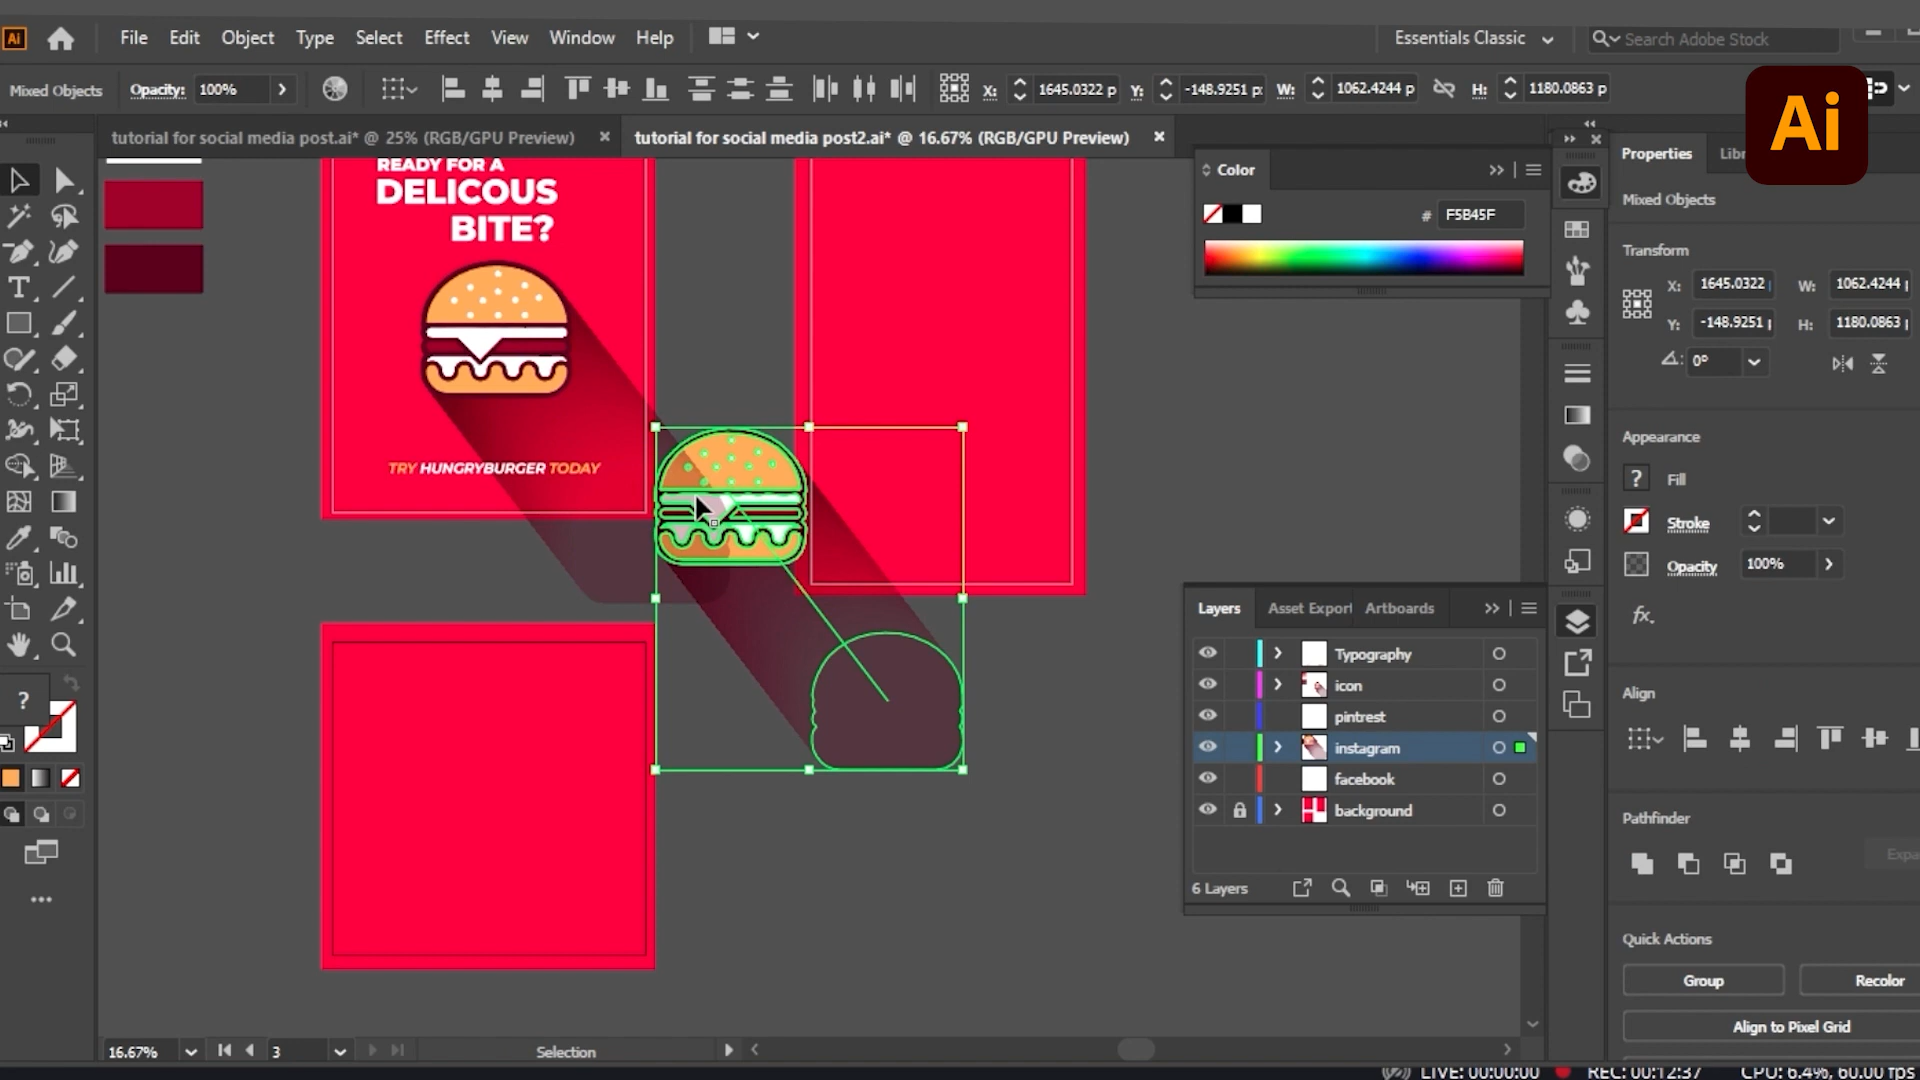 Ai
File Edit Object Type Select Effect View Window Help
Essentials Classic
Search Adobe Stock
Mixed Objects
Opacity: 100%
X: 1645.0322 p
Y: -148.9251 p
W: 1062.4244 p
H: 1180.0863 p
tutorial for social media post.ai* @ 25% (RGB/GPU Preview)
tutorial for social media post2.ai* @ 16.67% (RGB/GPU Preview)
Ai
READY FOR A
DELICOUS
BITE?
TRY HUNGRYBURGER TODAY
Color
# F5B45F
Layers Asset Export Artboards
Typography
icon
pintrest
instagram
facebook
background
6 Layers
Properties Libr
Mixed Objects
Transform
X: 1645.0322 W: 1062.4244
Y: -148.9251 H: 1180.0863
0°
Appearance
? Fill
Stroke
Opacity 100%
fx.
Align
Pathfinder
Expa
Quick Actions
Group Recolor
Align to Pixel Grid
?
16.67% 3 Selection
LIVE: 00:00:00 REC: 00:12:37 CPU: 6.4%, 60.00 fps